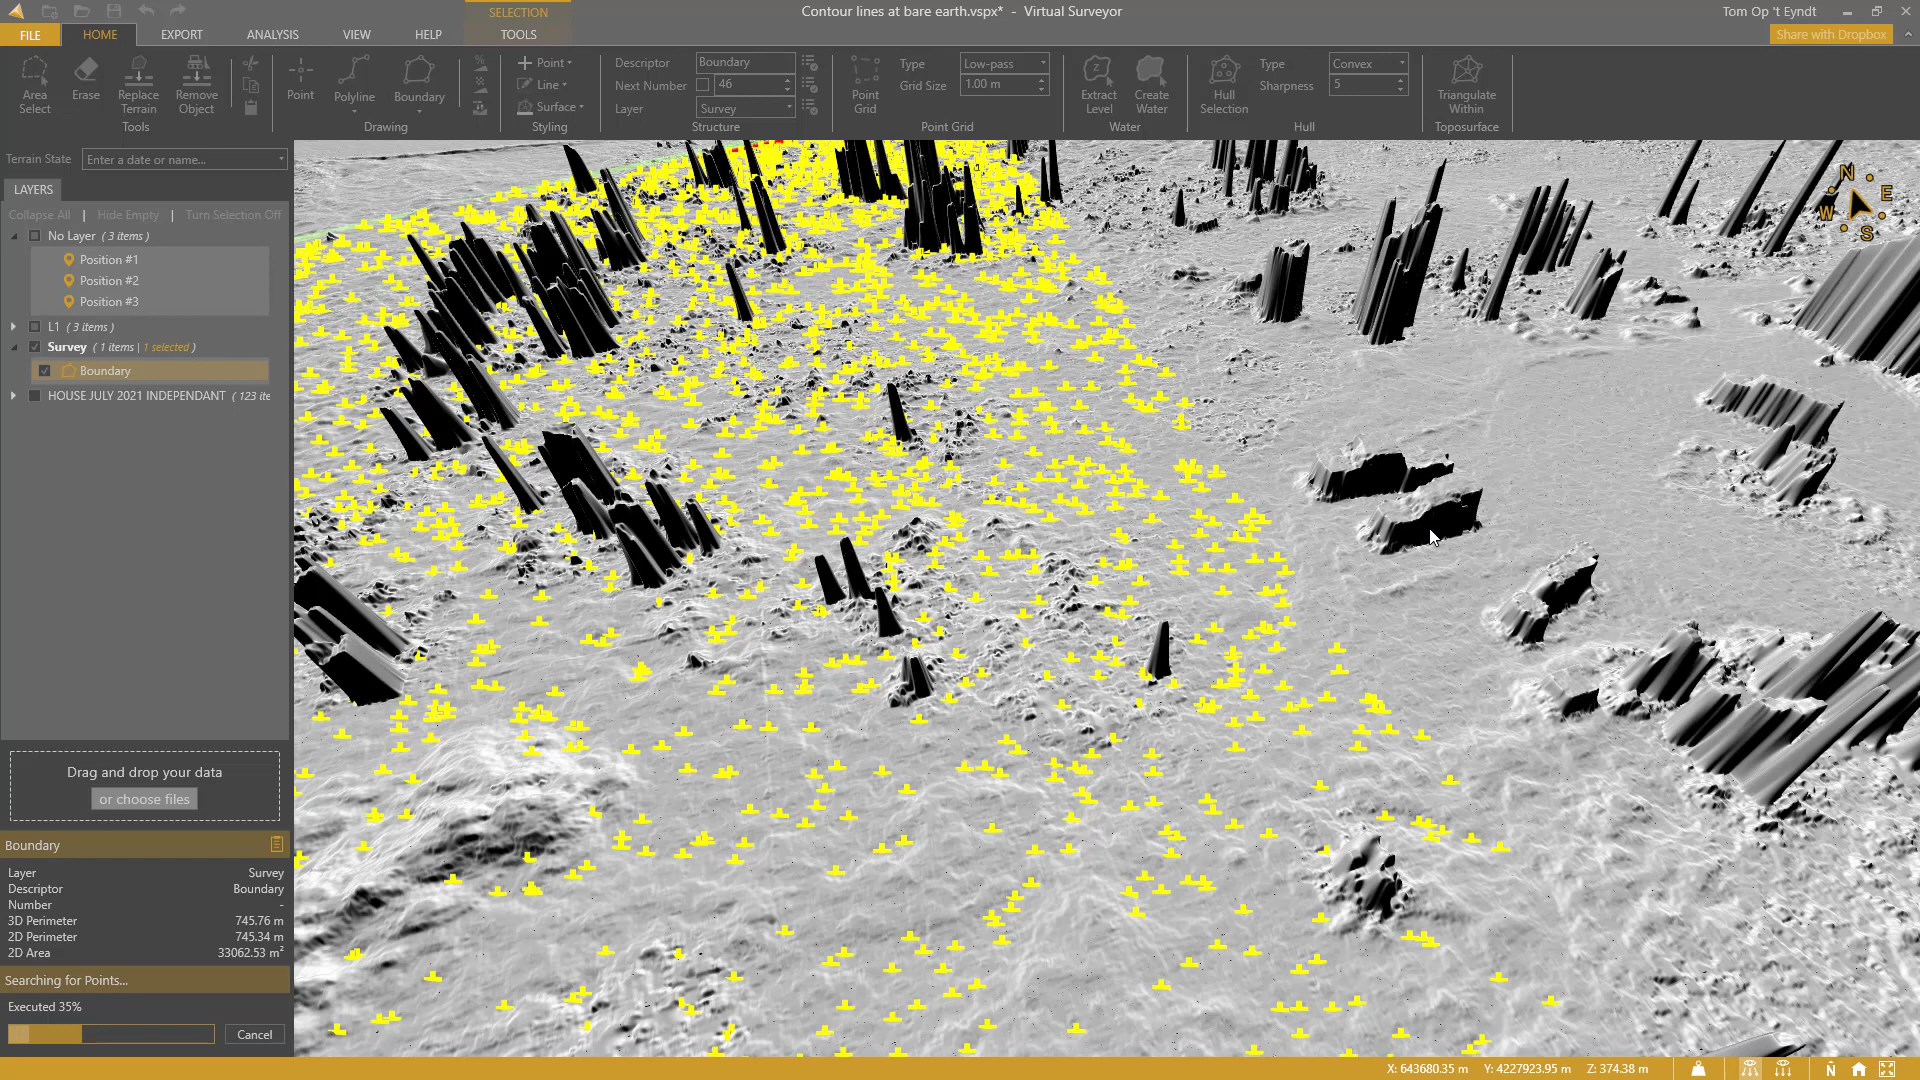 SELECTION
Contour lines at bare earth.vspx* - Virtual Surveyor
Tom Op 't Eyndt
FILE
HOME
EXPORT
ANALYSIS
VIEW
HELP
TOOLS
Share with Dropbox
Area Select
Erase
Replace Terrain
Remove Object
Tools
Point
Polyline
Boundary
Drawing
Point
Line
Surface
Styling
Descriptor Boundary
Next Number 46
Layer Survey
Structure
Point Grid
Type Low-pass
Grid Size 1.00 m
Point Grid
Extract Level
Create Water
Water
Hull Selection
Type Convex
Sharpness 5
Hull
Triangulate Within
Toposurface
Terrain State Enter a date or name...
LAYERS
Collapse All | Hide Empty | Turn Selection Off
No Layer ( 3 items )
Position #1
Position #2
Position #3
L1 ( 3 items )
Survey ( 1 items | 1 selected )
Boundary
HOUSE JULY 2021 INDEPENDANT ( 123 ite
N
E
W
S
Drag and drop your data
or choose files
Boundary
Layer Survey
Descriptor Boundary
Number -
3D Perimeter 745.76 m
2D Perimeter 745.34 m
2D Area 33062.53 m²
Searching for Points...
Executed 35%
Cancel
X: 643680.35 m Y: 4227923.95 m Z: 374.38 m
N